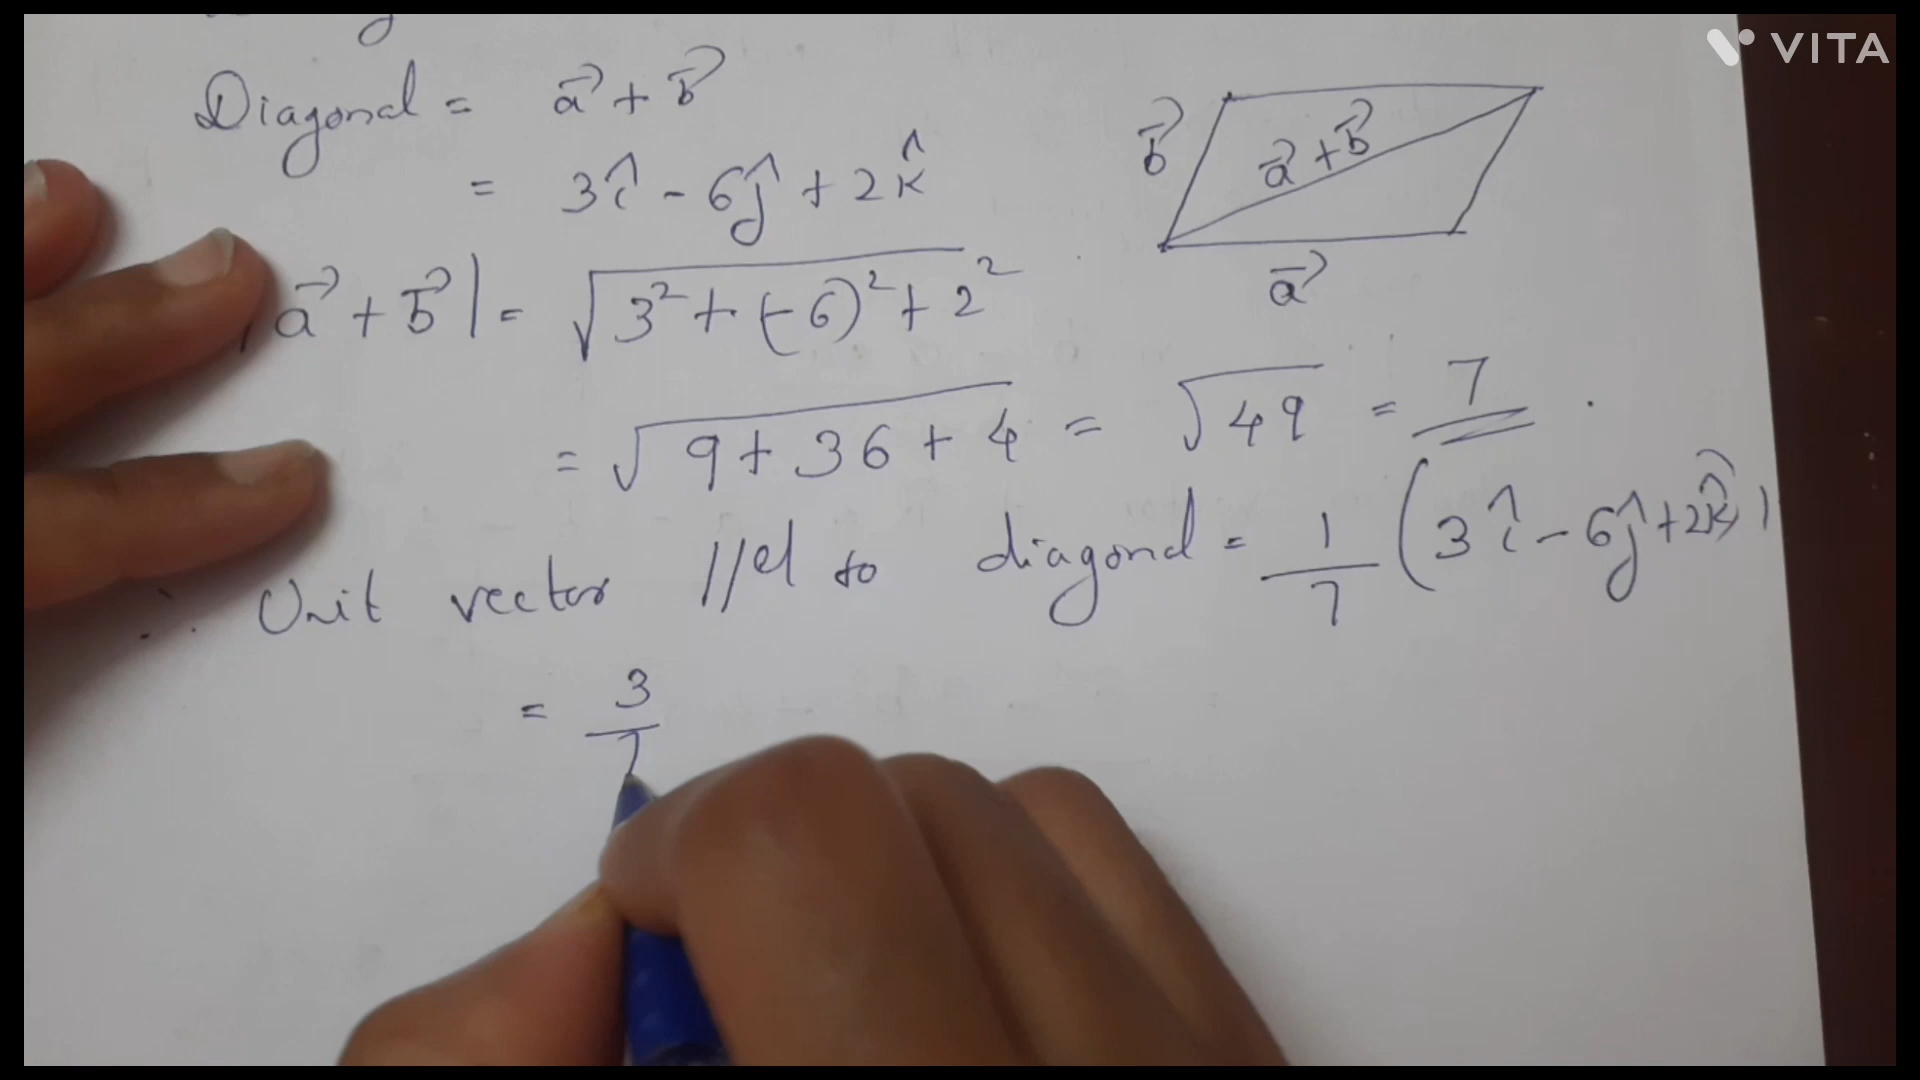 VITA
Diagonal = a⃗ + b⃗
= 3î - 6ĵ + 2k̂
a⃗ + b⃗ | = √(3² + (-6)² + 2²)
= √(9 + 36 + 4) = √49 = 7
∴ Unit vector //el to diagonal = 1/7 (3î - 6ĵ + 2k̂)
= 3/7
b⃗
a⃗ + b⃗
a⃗